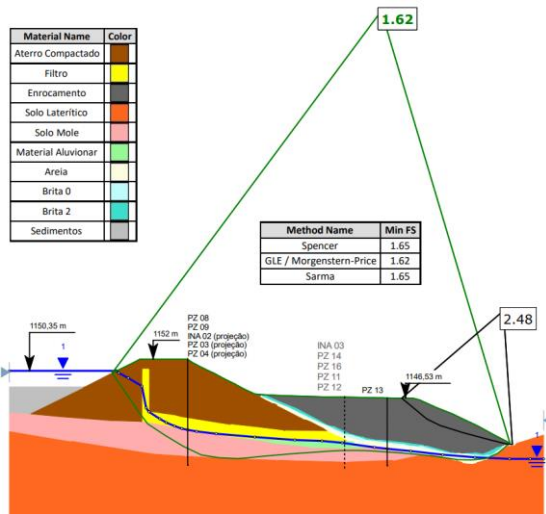 1.62
Material Name Color
Aterro Compactado
Filtro
Enrocamento
Solo Laterítico
Solo Mole
Material Aluvionar
Areia
Brita 0
Brita 2
Sedimentos
Method Name Min FS
Spencer 1.65
GLE / Morgenstern-Price 1.62
Sarma 1.65
2.48
PZ 08
PZ 09
INA 02 (projeção)
PZ 03 (projeção)
PZ 04 (projeção)
1150,35 m
1
1152 m
INA 03
PZ 14
PZ 16
PZ 11
PZ 12
PZ 13
1146,53 m
1